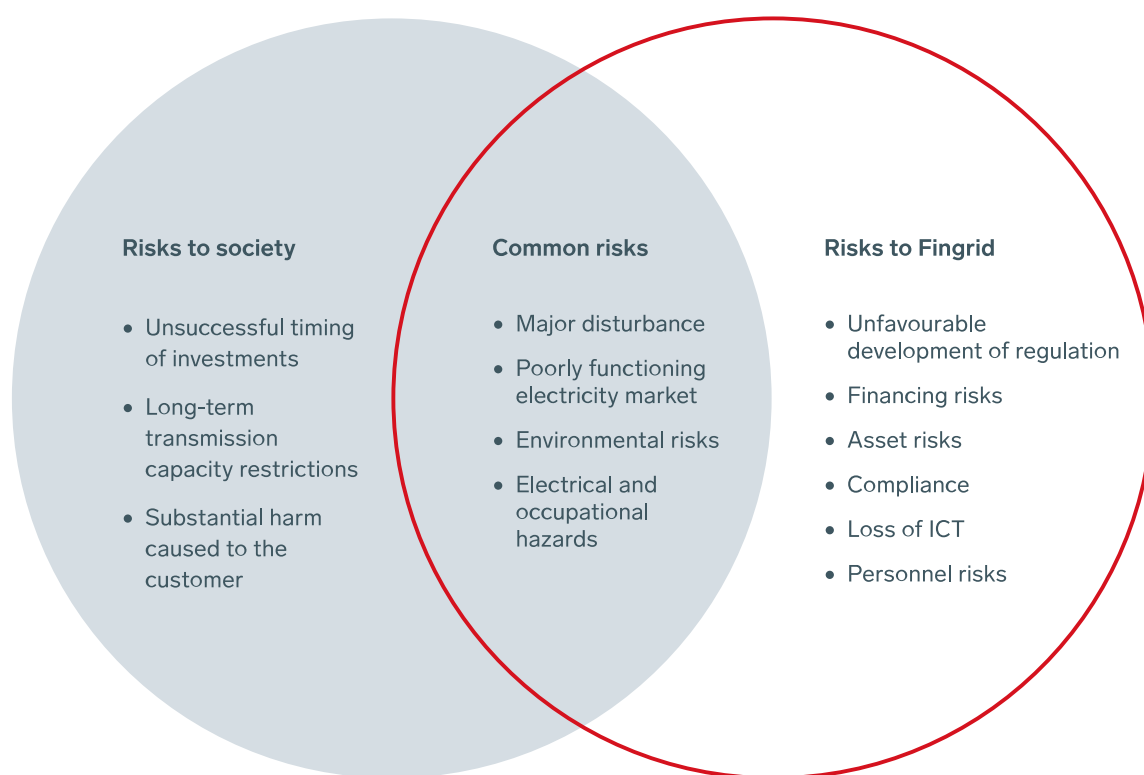 Risks to society
• Unsuccessful timing
of investments
• Long-term
transmission
capacity restrictions
• Substantial harm
caused to the
customer
Common risks
• Major disturbance
• Poorly functioning
electricity market
• Environmental risks
• Electrical and
occupational
hazards
Risks to Fingrid
• Unfavourable
development of regulation
• Financing risks
• Asset risks
• Compliance
• Loss of ICT
• Personnel risks